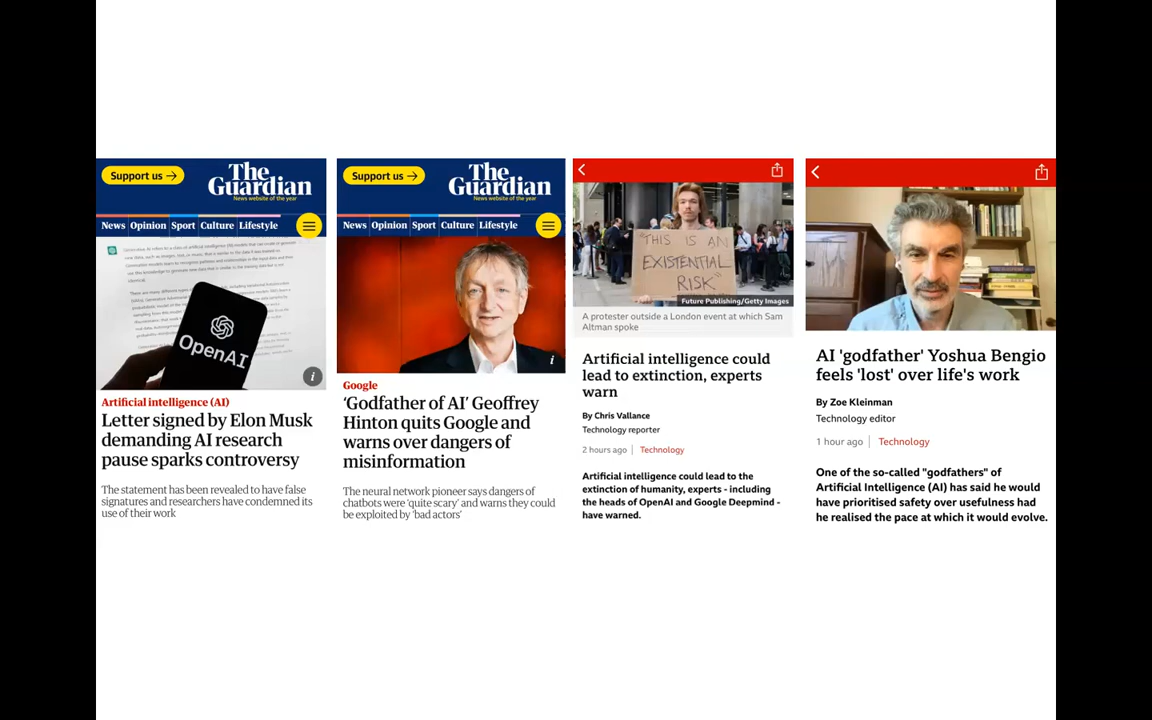 Support us →
The
Guardian
News website of the year
News Opinion Sport Culture Lifestyle
OpenAI
i
Artificial intelligence (AI)
Letter signed by Elon Musk
demanding AI research
pause sparks controversy
The statement has been revealed to have false
signatures and researchers have condemned its
use of their work
Support us →
The
Guardian
News website of the year
News Opinion Sport Culture Lifestyle
i
Google
‘Godfather of AI’ Geoffrey
Hinton quits Google and
warns over dangers of
misinformation
The neural network pioneer says dangers of
chatbots were ‘quite scary’ and warns they could
be exploited by ‘bad actors’
"THIS IS AN
EXISTENTIAL
RISK"
Future Publishing/Getty Images
A protester outside a London event at which Sam
Altman spoke
Artificial intelligence could
lead to extinction, experts
warn
By Chris Vallance
Technology reporter
2 hours ago | Technology
Artificial intelligence could lead to the
extinction of humanity, experts - including
the heads of OpenAI and Google Deepmind -
have warned.
AI 'godfather' Yoshua Bengio
feels 'lost' over life's work
By Zoe Kleinman
Technology editor
1 hour ago | Technology
One of the so-called "godfathers" of
Artificial Intelligence (AI) has said he would
have prioritised safety over usefulness had
he realised the pace at which it would evolve.